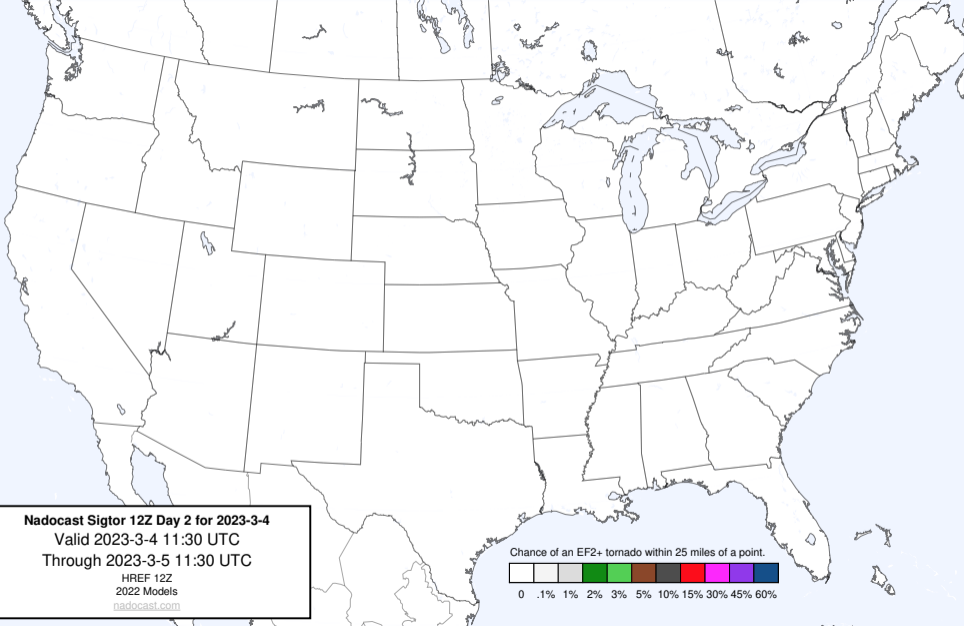 Nadocast Sigtor 12Z Day 2 for 2023-3-4
Valid 2023-3-4 11:30 UTC
Through 2023-3-5 11:30 UTC
HREF 12Z
2022 Models
nadocast.com
Chance of an EF2+ tornado within 25 miles of a point.
0 .1% 1% 2% 3% 5% 10% 15% 30% 45% 60%